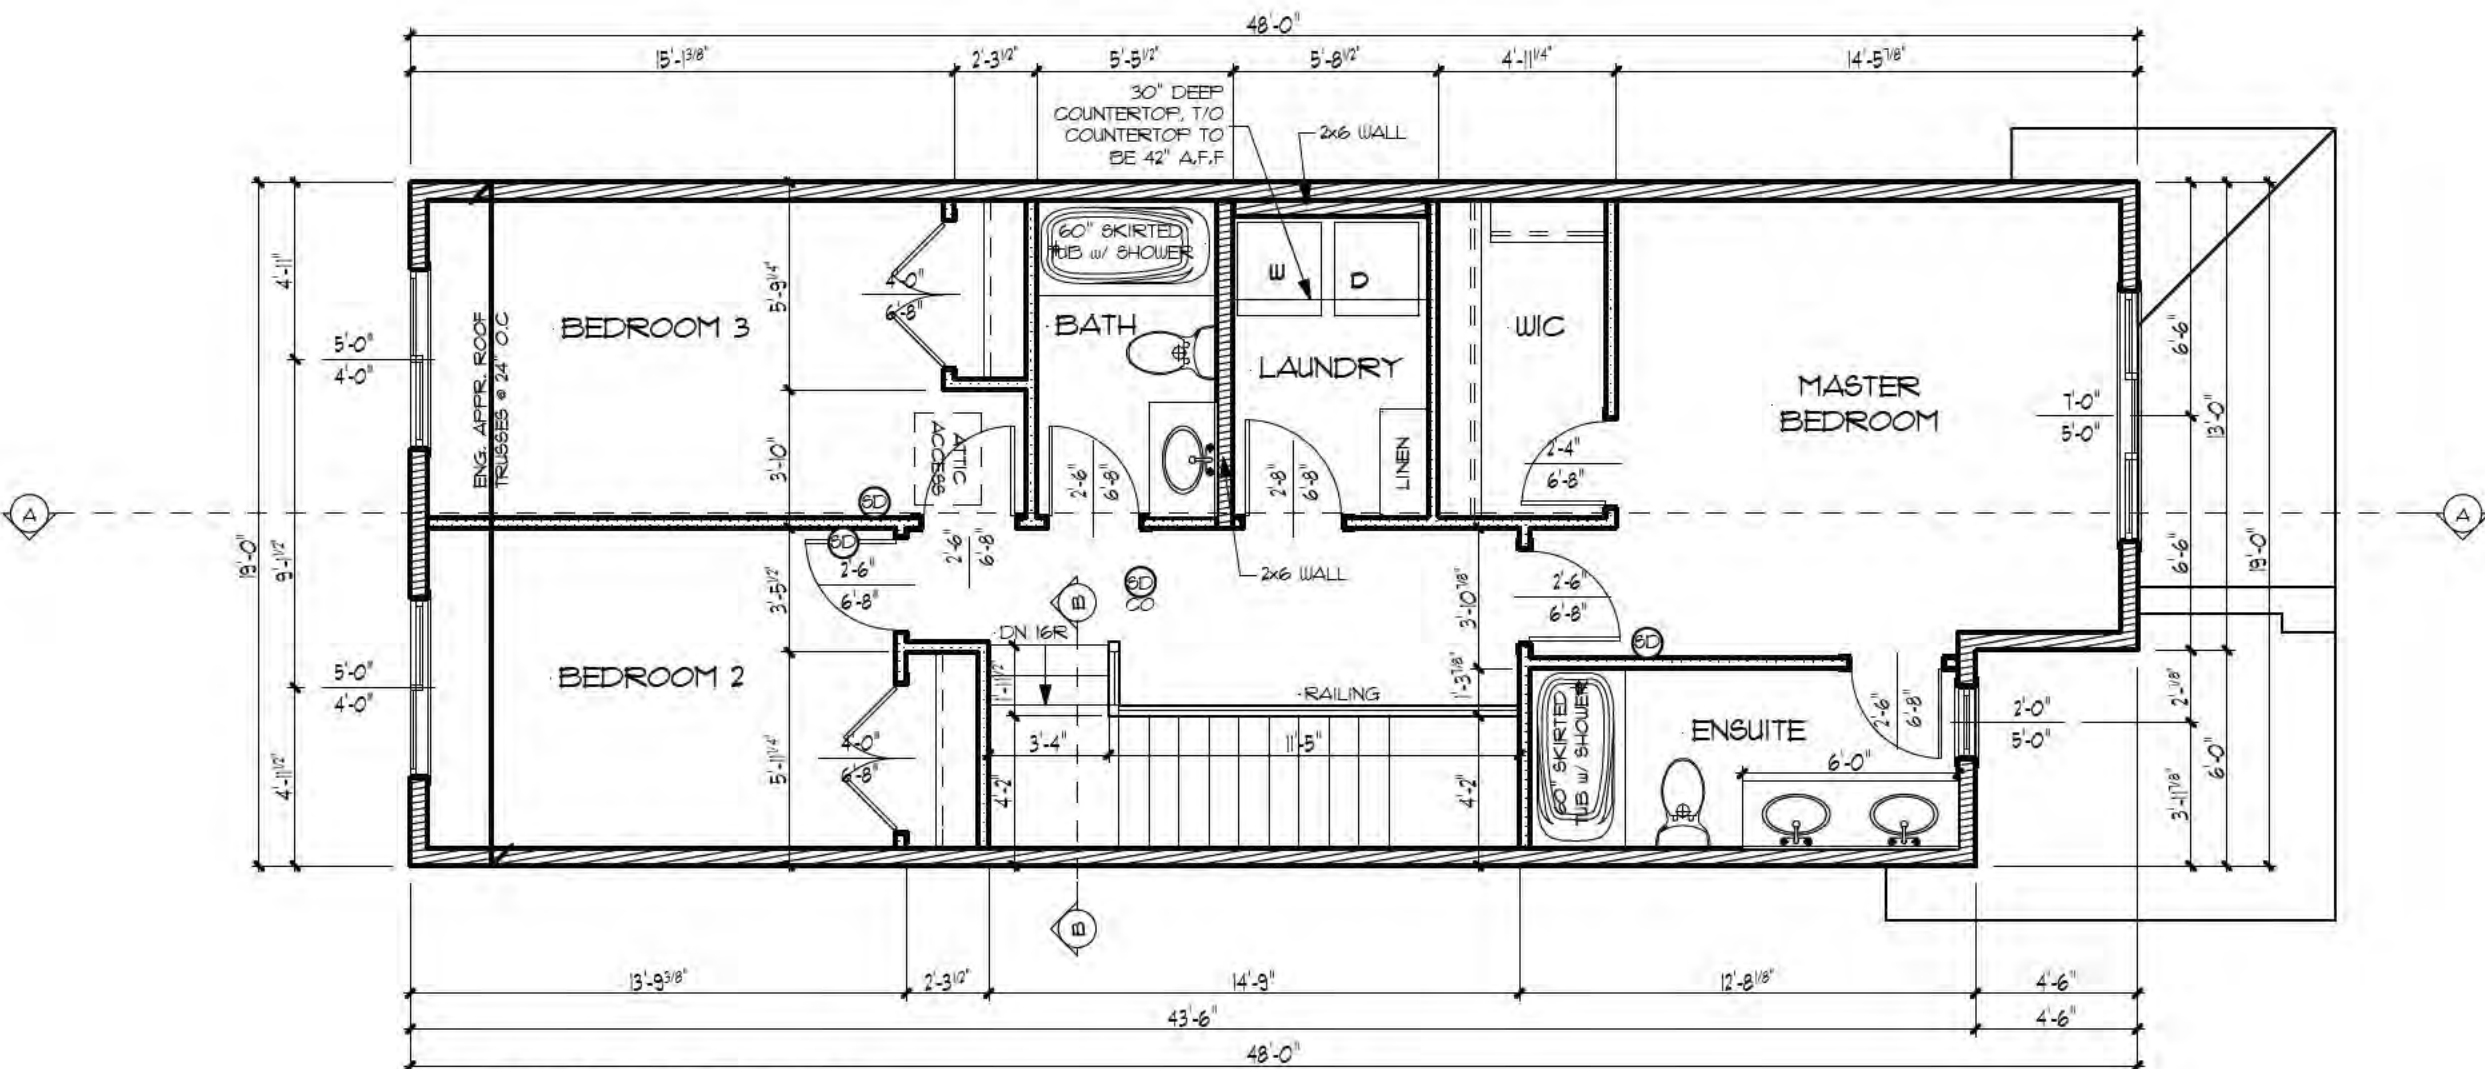 48'-0"
15'-1 3/8"
2'-3 1/2"
5'-5 1/2"
5'-8 1/2"
4'-11 1/4"
14'-5 7/8"
30" DEEP
COUNTERTOP, T/O
COUNTERTOP TO
BE 42" A.F.F
2x6 WALL
4'-11"
5'-9 1/4"
60" SKIRTED
TUB w/ SHOWER
4'-0"
6'-8"
D
ENG. APPR. ROOF
TRUSSES @ 24" O.C
BEDROOM 3
BATH
LAUNDRY
WIC
MASTER
BEDROOM
6'-6"
13'-0"
5'-0"
4'-0"
7'-0"
5'-0"
3'-10"
ATTIC
ACCESS
2'-6"
6'-8"
2'-8"
6'-8"
LINEN
2'-4"
6'-8"
SD
A
A
19'-0"
9'-1 1/2"
SD
2'-6"
6'-8"
2'-6"
6'-8"
SD
2x6 WALL
2'-6"
6'-8"
3'-5 1/2"
3'-10 7/8"
6'-6"
19'-0"
B
DN 16R
SD
BEDROOM 2
1'-11 1/2"
RAILING
1'-3 7/8"
5'-0"
4'-0"
60" SKIRTED
TUB w/ SHOWER
ENSUITE
2'-6"
6'-8"
2'-0"
5'-0"
2'-1/8"
6'-0"
4'-11 1/2"
5'-11 1/4"
4'-0"
6'-8"
3'-4"
11'-5"
4'-2"
4'-2"
6'-0"
3'-11 7/8"
B
13'-9 3/8"
2'-3 1/2"
14'-9"
12'-8 1/8"
4'-6"
43'-6"
4'-6"
48'-0"